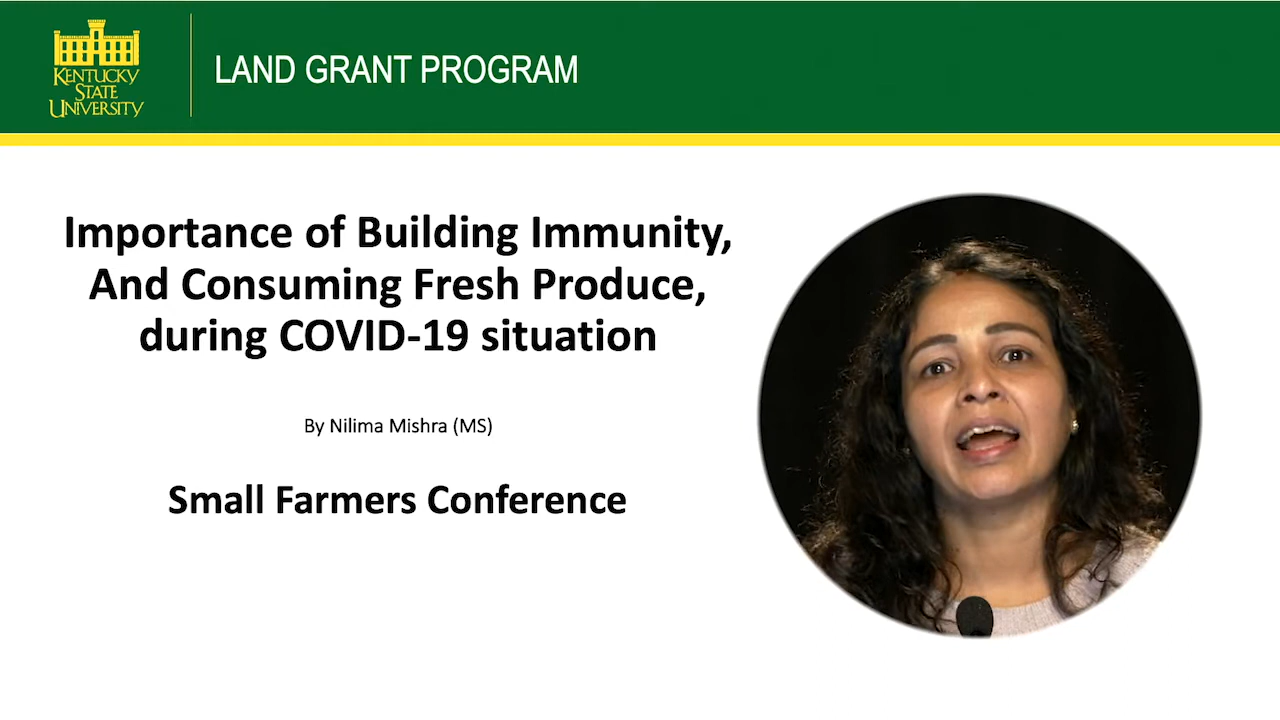 KENTUCKY
STATE
UNIVERSITY
LAND GRANT PROGRAM
Importance of Building Immunity,
And Consuming Fresh Produce,
during COVID-19 situation
By Nilima Mishra (MS)
Small Farmers Conference